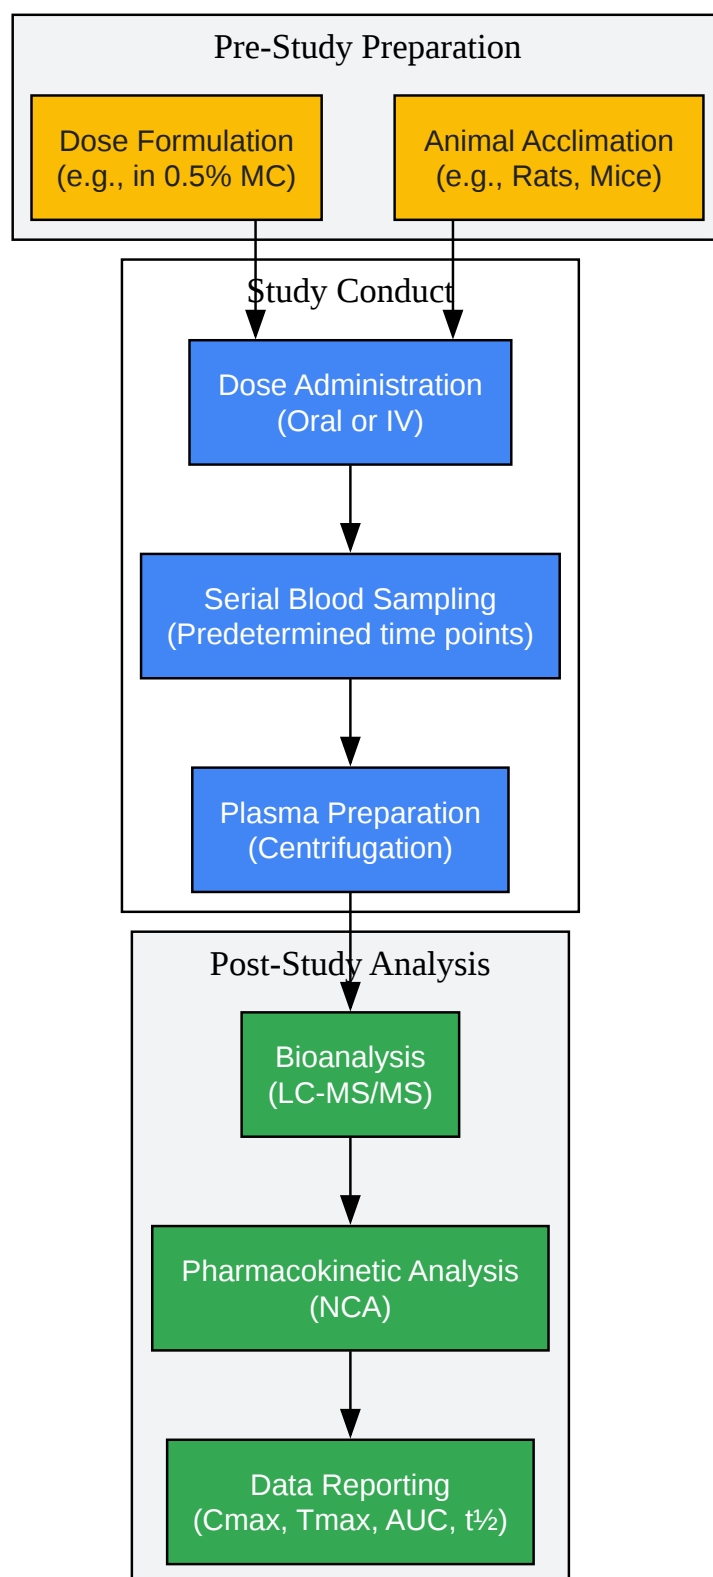 Pre-Study Preparation
Dose Formulation
(e.g., in 0.5% MC)
Animal Acclimation
(e.g., Rats, Mice)
Study Conduct
Dose Administration
(Oral or IV)
Serial Blood Sampling
(Predetermined time points)
Plasma Preparation
(Centrifugation)
Post-Study Analysis
Bioanalysis
(LC-MS/MS)
Pharmacokinetic Analysis
(NCA)
Data Reporting
(Cmax, Tmax, AUC, t½)